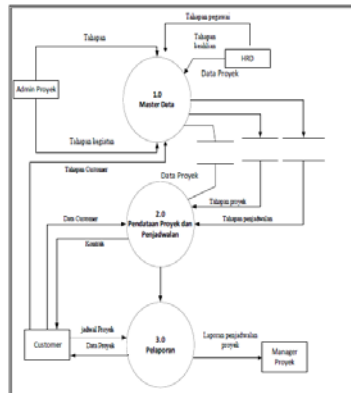 Tahapan pegawai
Tahapan
Tahapan
keahlian
HRD
Data Proyek
Admin Proyek
1.0
Master Data
Tahapan kegiatan
Tahapan Customer
Data Proyek
Tahapan proyek
2.0
Pendataan Proyek dan
Penjadwalan
Tahapan penjadwalan
Data Customer
Kontrak
3.0
Pelaporan
jadwal Proyek
Data Proyek
Customer
Laporan penjadwalan
proyek
Manager
Proyek